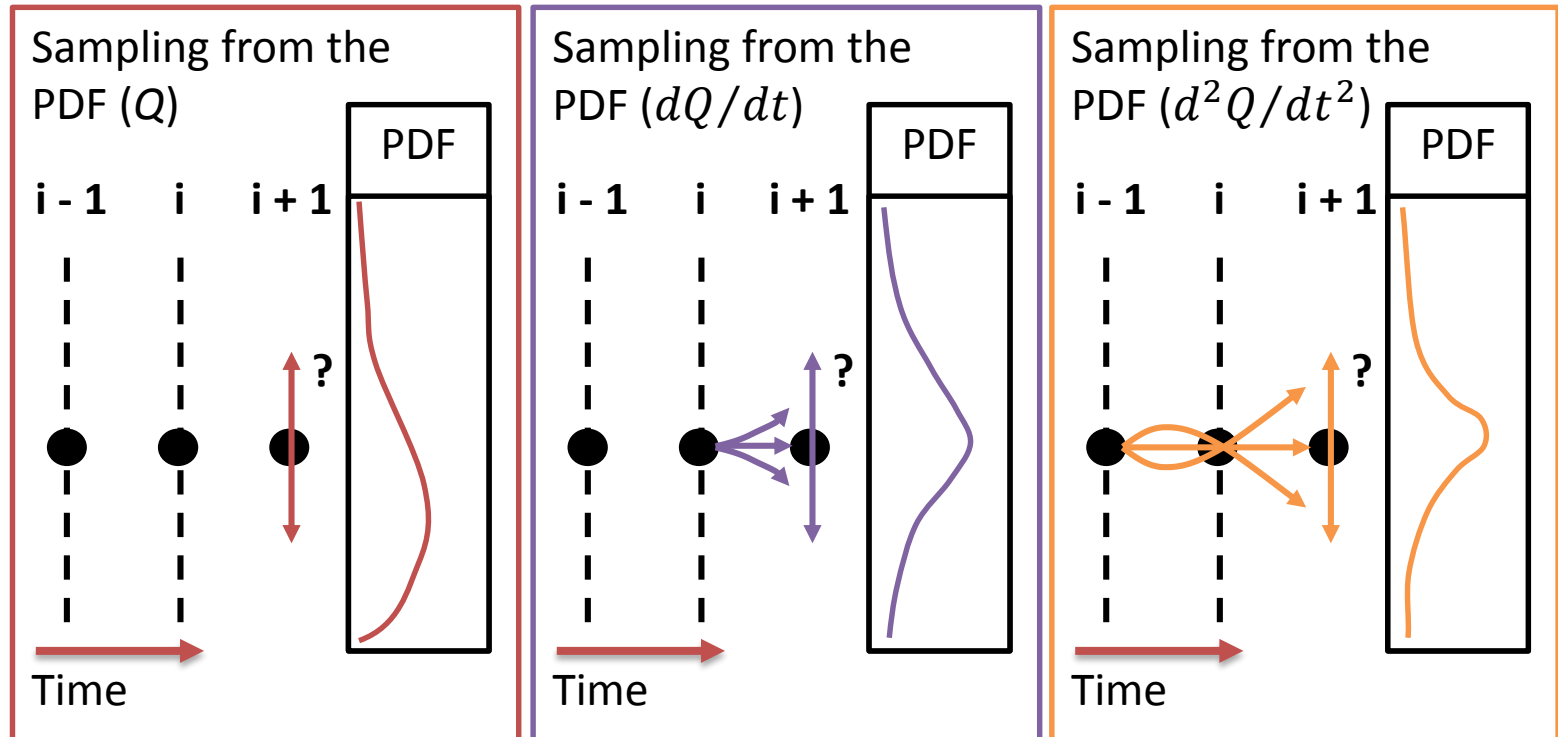 Sampling from the
PDF (Q)
PDF
i - 1 i i + 1
?
Time
Sampling from the
PDF (dQ/dt)
PDF
i - 1 i i + 1
?
Time
Sampling from the
PDF (d²Q/dt²)
PDF
i - 1 i i + 1
?
Time